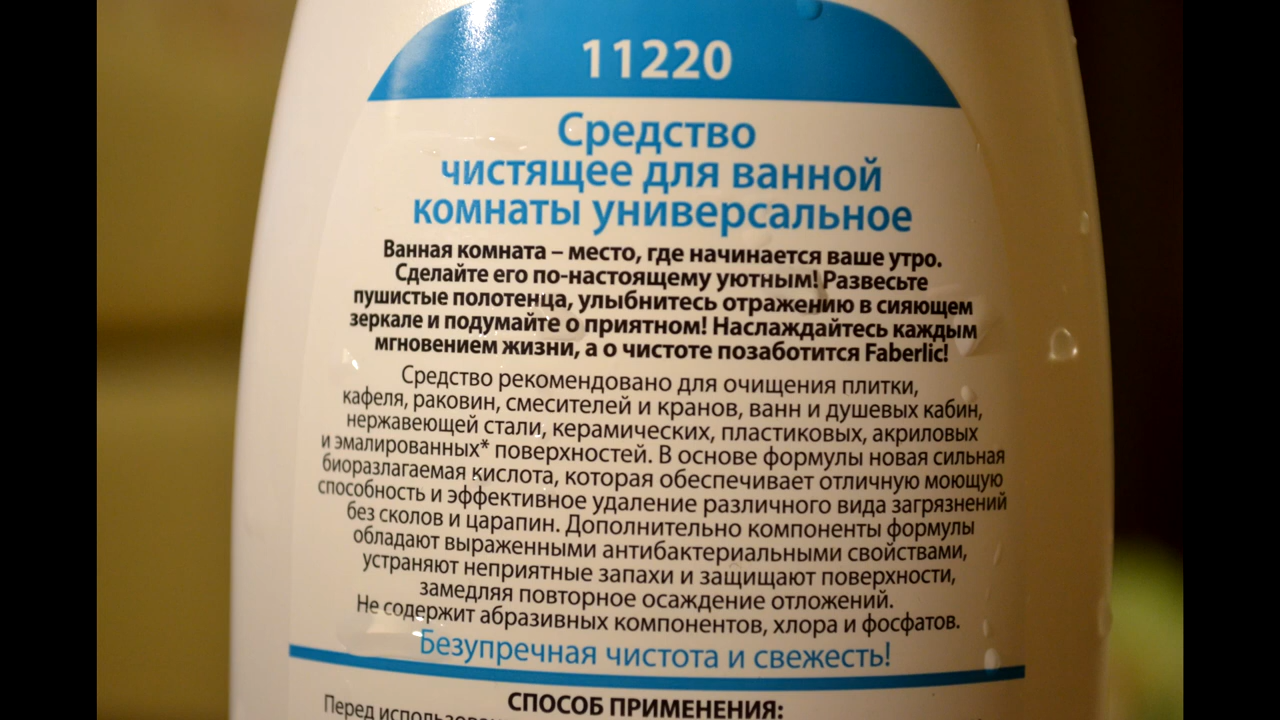 11220
Средство
чистящее для ванной
комнаты универсальное
Ванная комната – место, где начинается ваше утро.
Сделайте его по-настоящему уютным! Развесьте
пушистые полотенца, улыбнитесь отражению в сияющем
зеркале и подумайте о приятном! Наслаждайтесь каждым
мгновением жизни, а о чистоте позаботится Faberlic!
Средство рекомендовано для очищения плитки,
кафеля, раковин, смесителей и кранов, ванн и душевых кабин,
нержавеющей стали, керамических, пластиковых, акриловых
и эмалированных* поверхностей. В основе формулы новая сильная
биоразлагаемая кислота, которая обеспечивает отличную моющую
способность и эффективное удаление различного вида загрязнений
без сколов и царапин. Дополнительно компоненты формулы
обладают выраженными антибактериальными свойствами,
устраняют неприятные запахи и защищают поверхности,
замедляя повторное осаждение отложений.
Не содержит абразивных компонентов, хлора и фосфатов.
Безупречная чистота и свежесть!
СПОСОБ ПРИМЕНЕНИЯ:
Перед